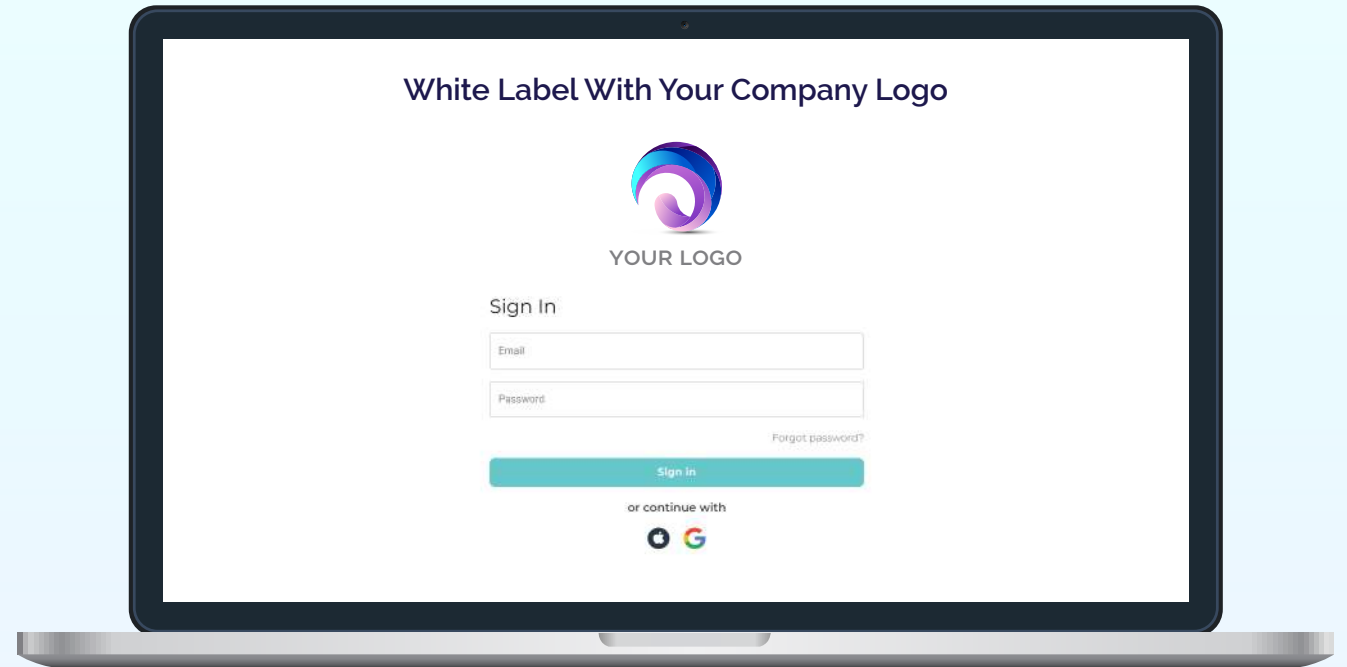 White Label With Your Company Logo
YOUR LOGO
Sign In
Email
Password
Forgot password?
Sign in
or continue with